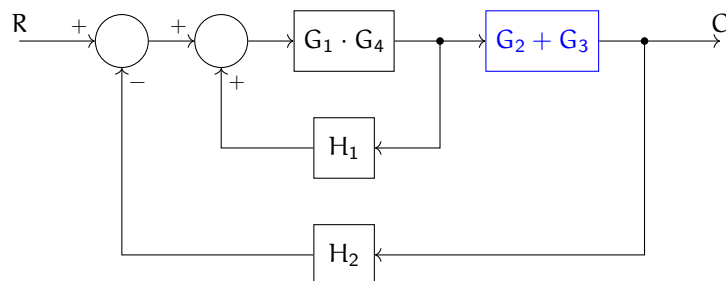 R + + G₁ · G₄ G₂ + G₃ C
− +
H₁
H₂